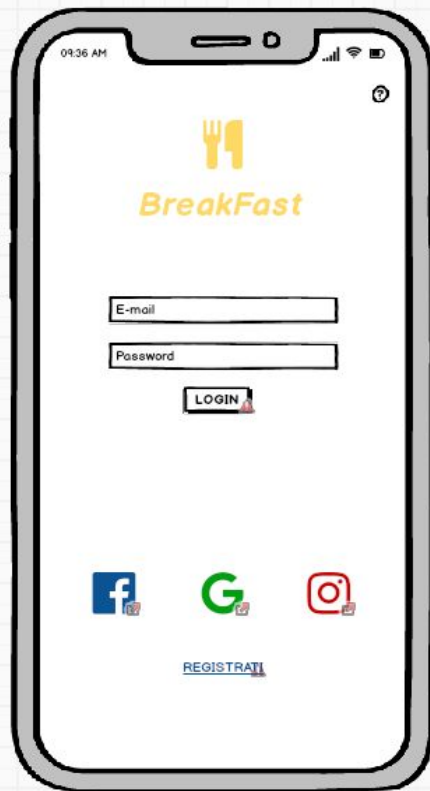 09:36 AM
?
BreakFast
E-mail
Password
LOGIN
REGISTRATI